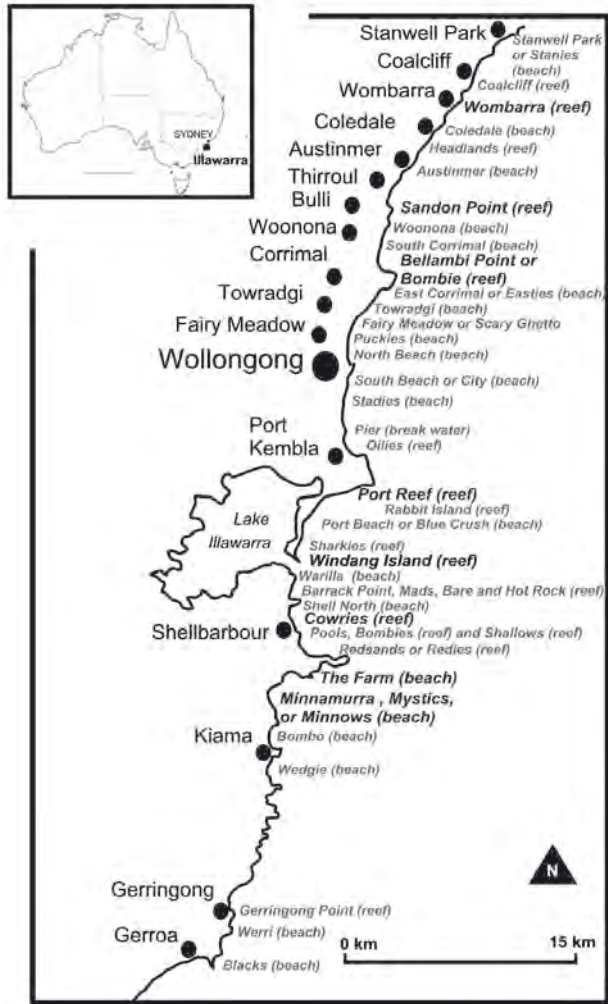 SYDNEY
Illawarra
Stanwell Park
Stanwell Park
or Stanies
(beach)
Coalcliff
Coalcliff (reef)
Wombarra
Wombarra (reef)
Coledale
Coledale (beach)
Headlands (reef)
Austinmer
Austinmer (beach)
Thirroul
Bulli
Sandon Point (reef)
Woonona
Woonona (beach)
South Corrimal (beach)
Corrimal
Bellambi Point or
Bombie (reef)
East Corrimal or Easties (beach)
Towradgi
Towradgi (beach)
Fairy Meadow
Fairy Meadow or Scary Ghetto
Puckies (beach)
Wollongong
North Beach (beach)
South Beach or City (beach)
Stadies (beach)
Port
Kembla
Pier (break water)
Oilies (reef)
Port Reef (reef)
Rabbit Island (reef)
Port Beach or Blue Crush (beach)
Lake
Illawarra
Sharkies (reef)
Windang Island (reef)
Warilla (beach)
Barrack Point, Mads, Bare and Hot Rock (reef)
Shell North (beach)
Cowries (reef)
Shellbarbour
Pools, Bombies (reef) and Shallows (reef)
Redsands or Redies (reef)
The Farm (beach)
Minnamurra , Mystics,
or Minnows (beach)
Kiama
Bombo (beach)
Wedgie (beach)
N
Gerringong
Gerringong Point (reef)
Werri (beach)
Gerroa
Blacks (beach)
0 km
15 km